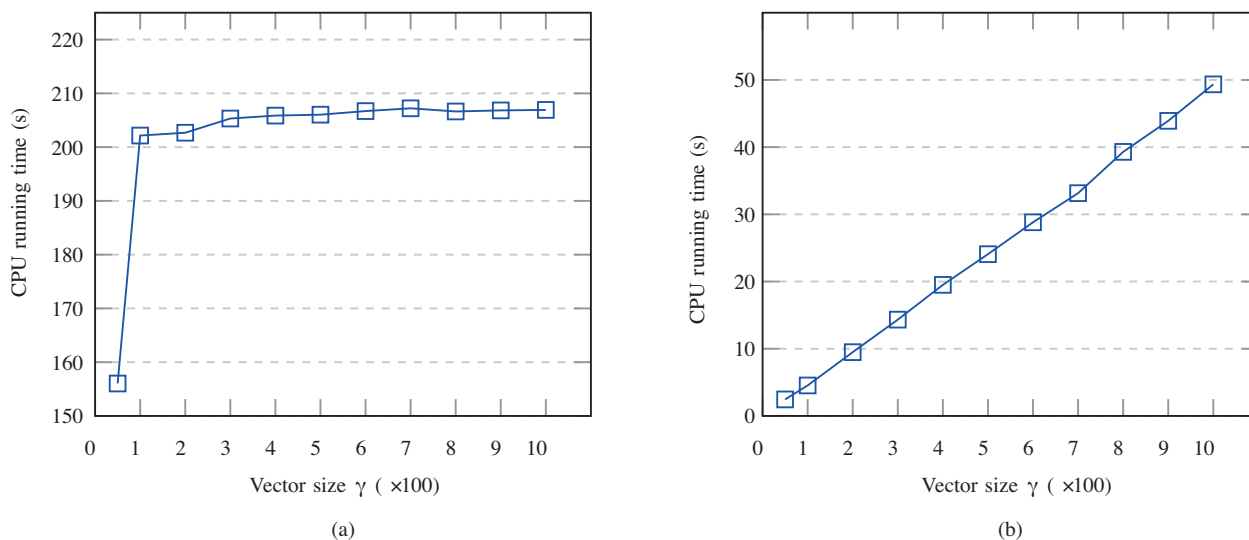 220
210
200
190
180
170
160
150
CPU running time (s)
0 1 2 3 4 5 6 7 8 9 10
Vector size γ ( ×100)
(a)
50
40
30
20
10
0
CPU running time (s)
0 1 2 3 4 5 6 7 8 9 10
Vector size γ ( ×100)
(b)